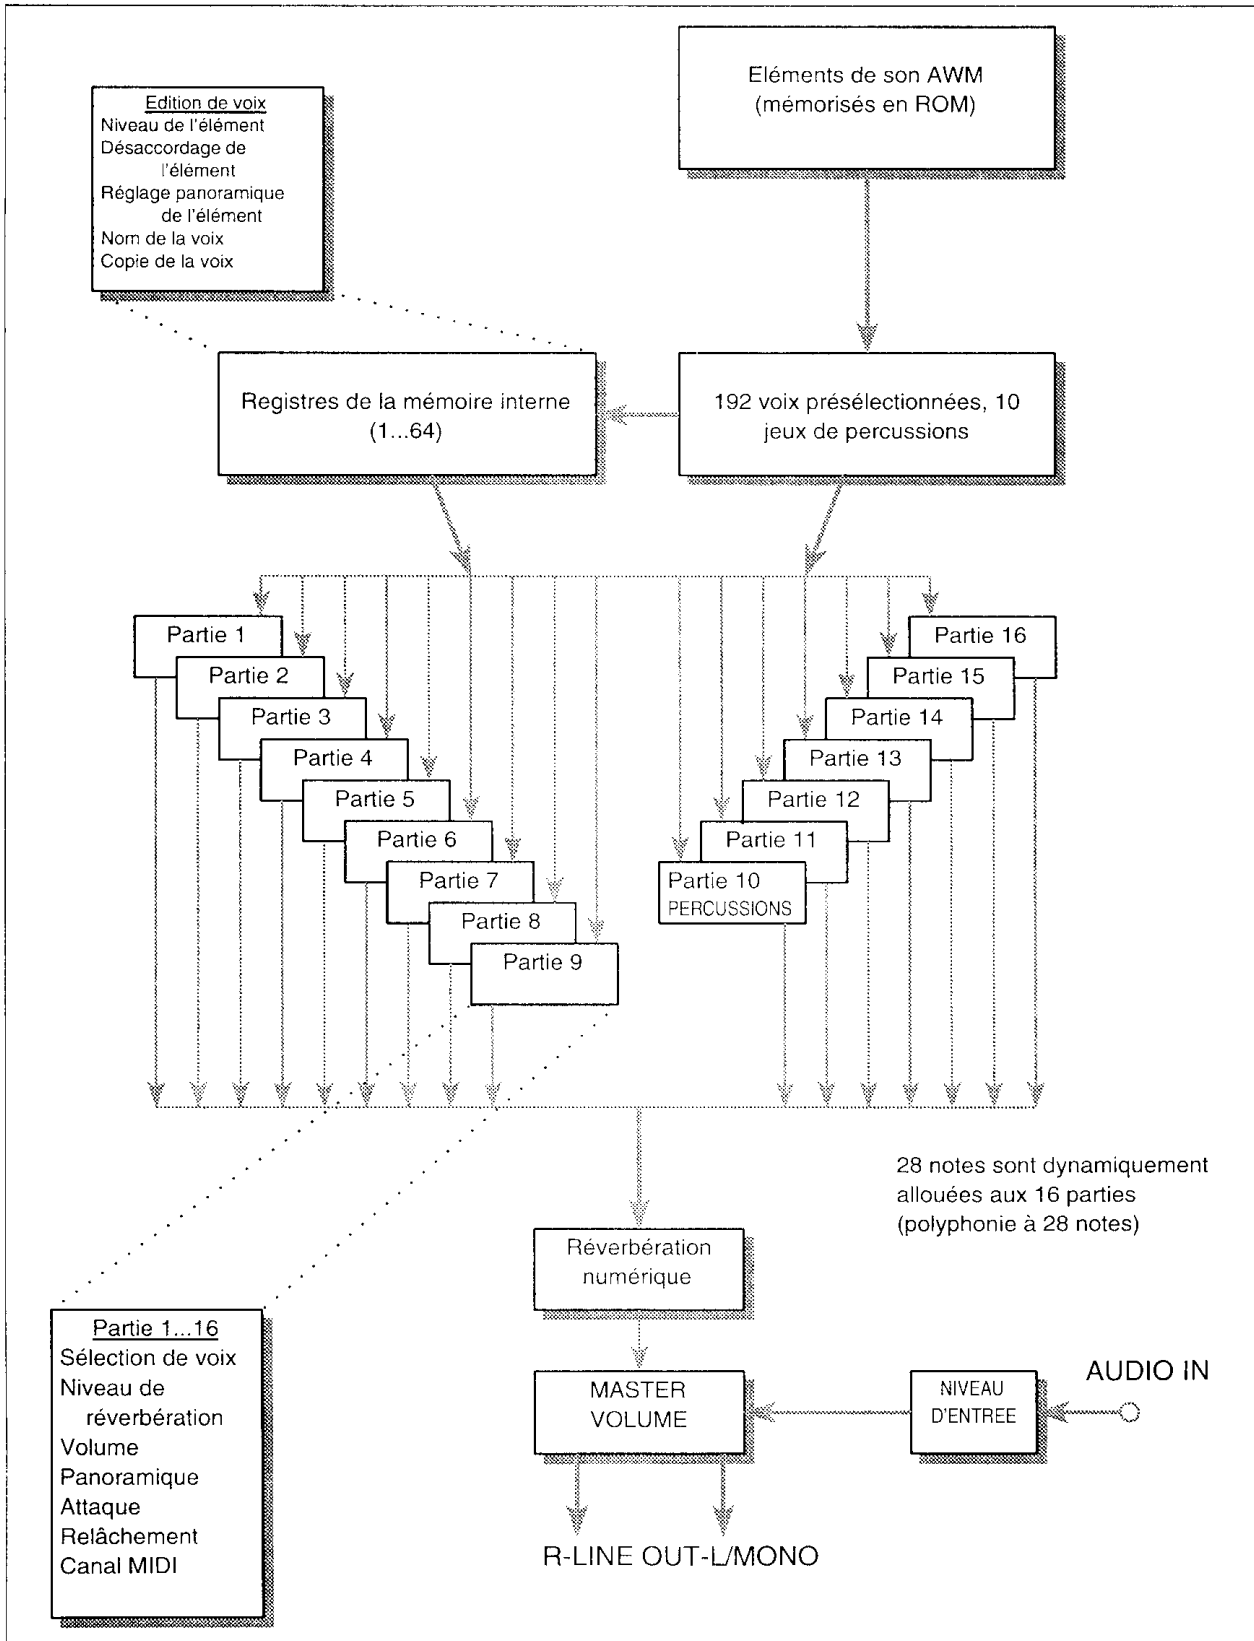 Eléments de son AWM
(mémorisés en ROM)
Edition de voix
Niveau de l'élément
Désaccordage de
l'élément
Réglage panoramique
de l'élément
Nom de la voix
Copie de la voix
Registres de la mémoire interne
(1...64)
192 voix présélectionnées, 10
jeux de percussions
Partie 1
Partie 2
Partie 3
Partie 4
Partie 5
Partie 6
Partie 7
Partie 8
Partie 9
Partie 16
Partie 15
Partie 14
Partie 13
Partie 12
Partie 11
Partie 10
PERCUSSIONS
28 notes sont dynamiquement
allouées aux 16 parties
(polyphonie à 28 notes)
Réverbération
numérique
Partie 1...16
Sélection de voix
Niveau de
réverbération
Volume
Panoramique
Attaque
Relâchement
Canal MIDI
MASTER
VOLUME
NIVEAU
D'ENTREE
AUDIO IN
R-LINE OUT-L/MONO